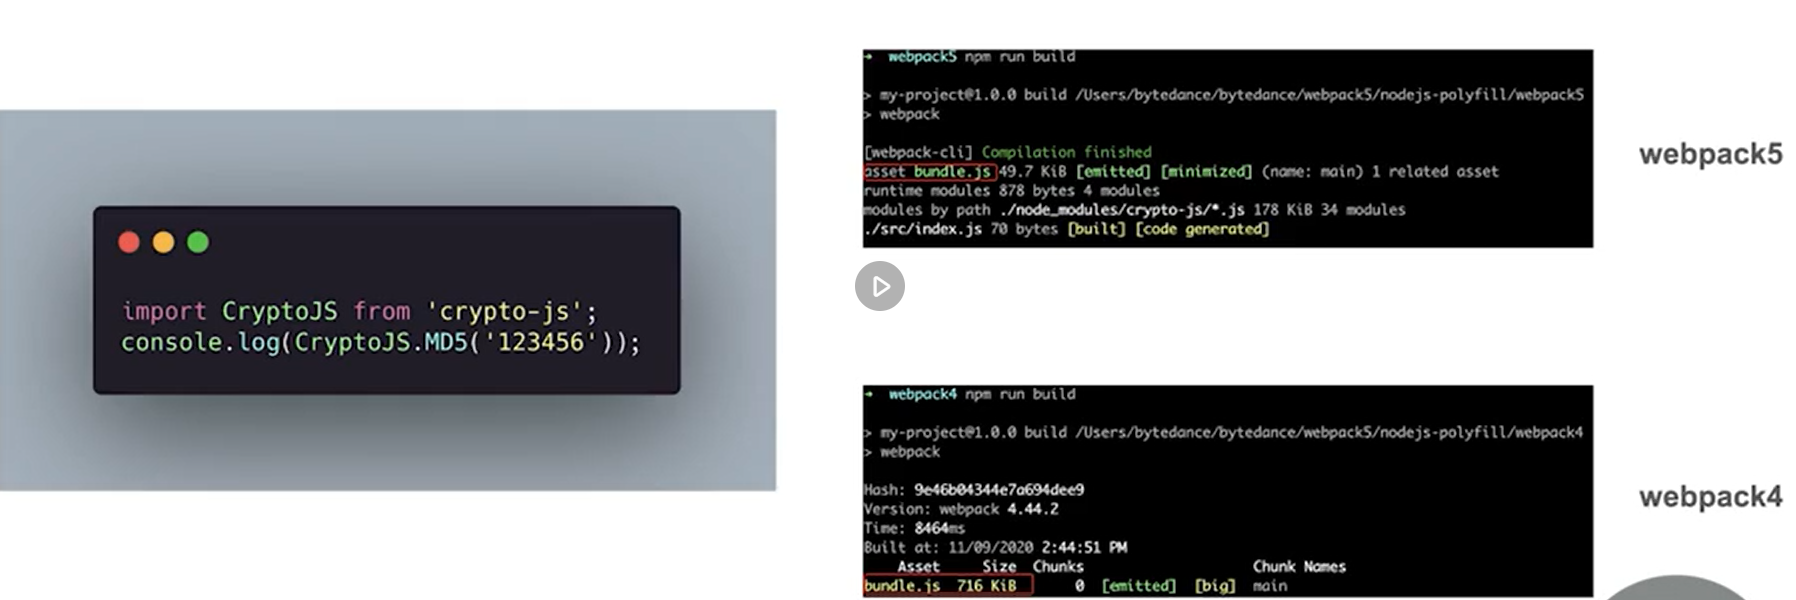 import CryptoJS from 'crypto-js';
console.log(CryptoJS.MD5('123456'));
➜ webpack5 npm run build
> my-project@1.0.0 build /Users/bytedance/bytedance/webpack5/nodejs-polyfill/webpack5
> webpack
[webpack-cli] Compilation finished
asset bundle.js 49.7 KiB [emitted] [minimized] (name: main) 1 related asset
runtime modules 878 bytes 4 modules
modules by path ./node_modules/crypto-js/*.js 178 KiB 34 modules
./src/index.js 70 bytes [built] [code generated]
webpack5
➜ webpack4 npm run build
> my-project@1.0.0 build /Users/bytedance/bytedance/webpack5/nodejs-polyfill/webpack4
> webpack
Hash: 9e46b04344e7a694dee9
Version: webpack 4.44.2
Time: 8464ms
Built at: 11/09/2020 2:44:51 PM
Asset Size Chunks Chunk Names
bundle.js 716 KiB 0 [emitted] [big] main
webpack4